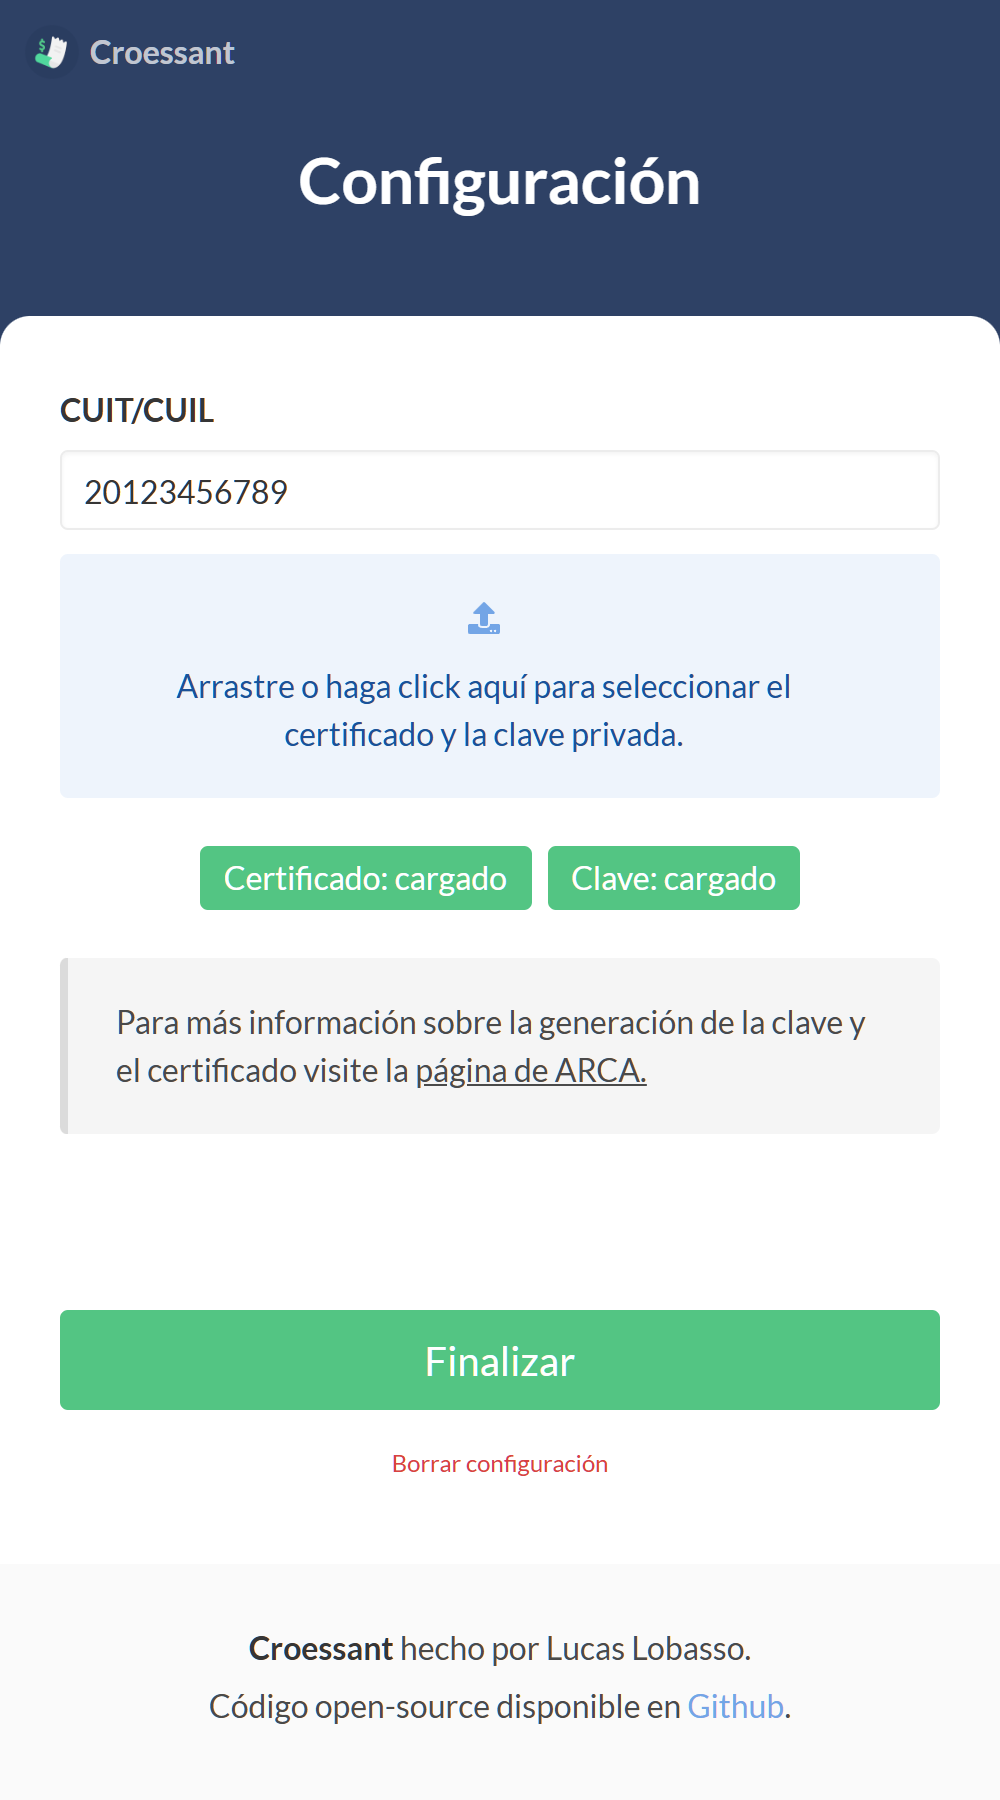 Croessant
Configuración
CUIT/CUIL
20123456789
Arrastre o haga click aquí para seleccionar el
certificado y la clave privada.
Certificado: cargado
Clave: cargado
Para más información sobre la generación de la clave y
el certificado visite la página de ARCA.
Finalizar
Borrar configuración
Croessant hecho por Lucas Lobasso.
Código open-source disponible en Github.